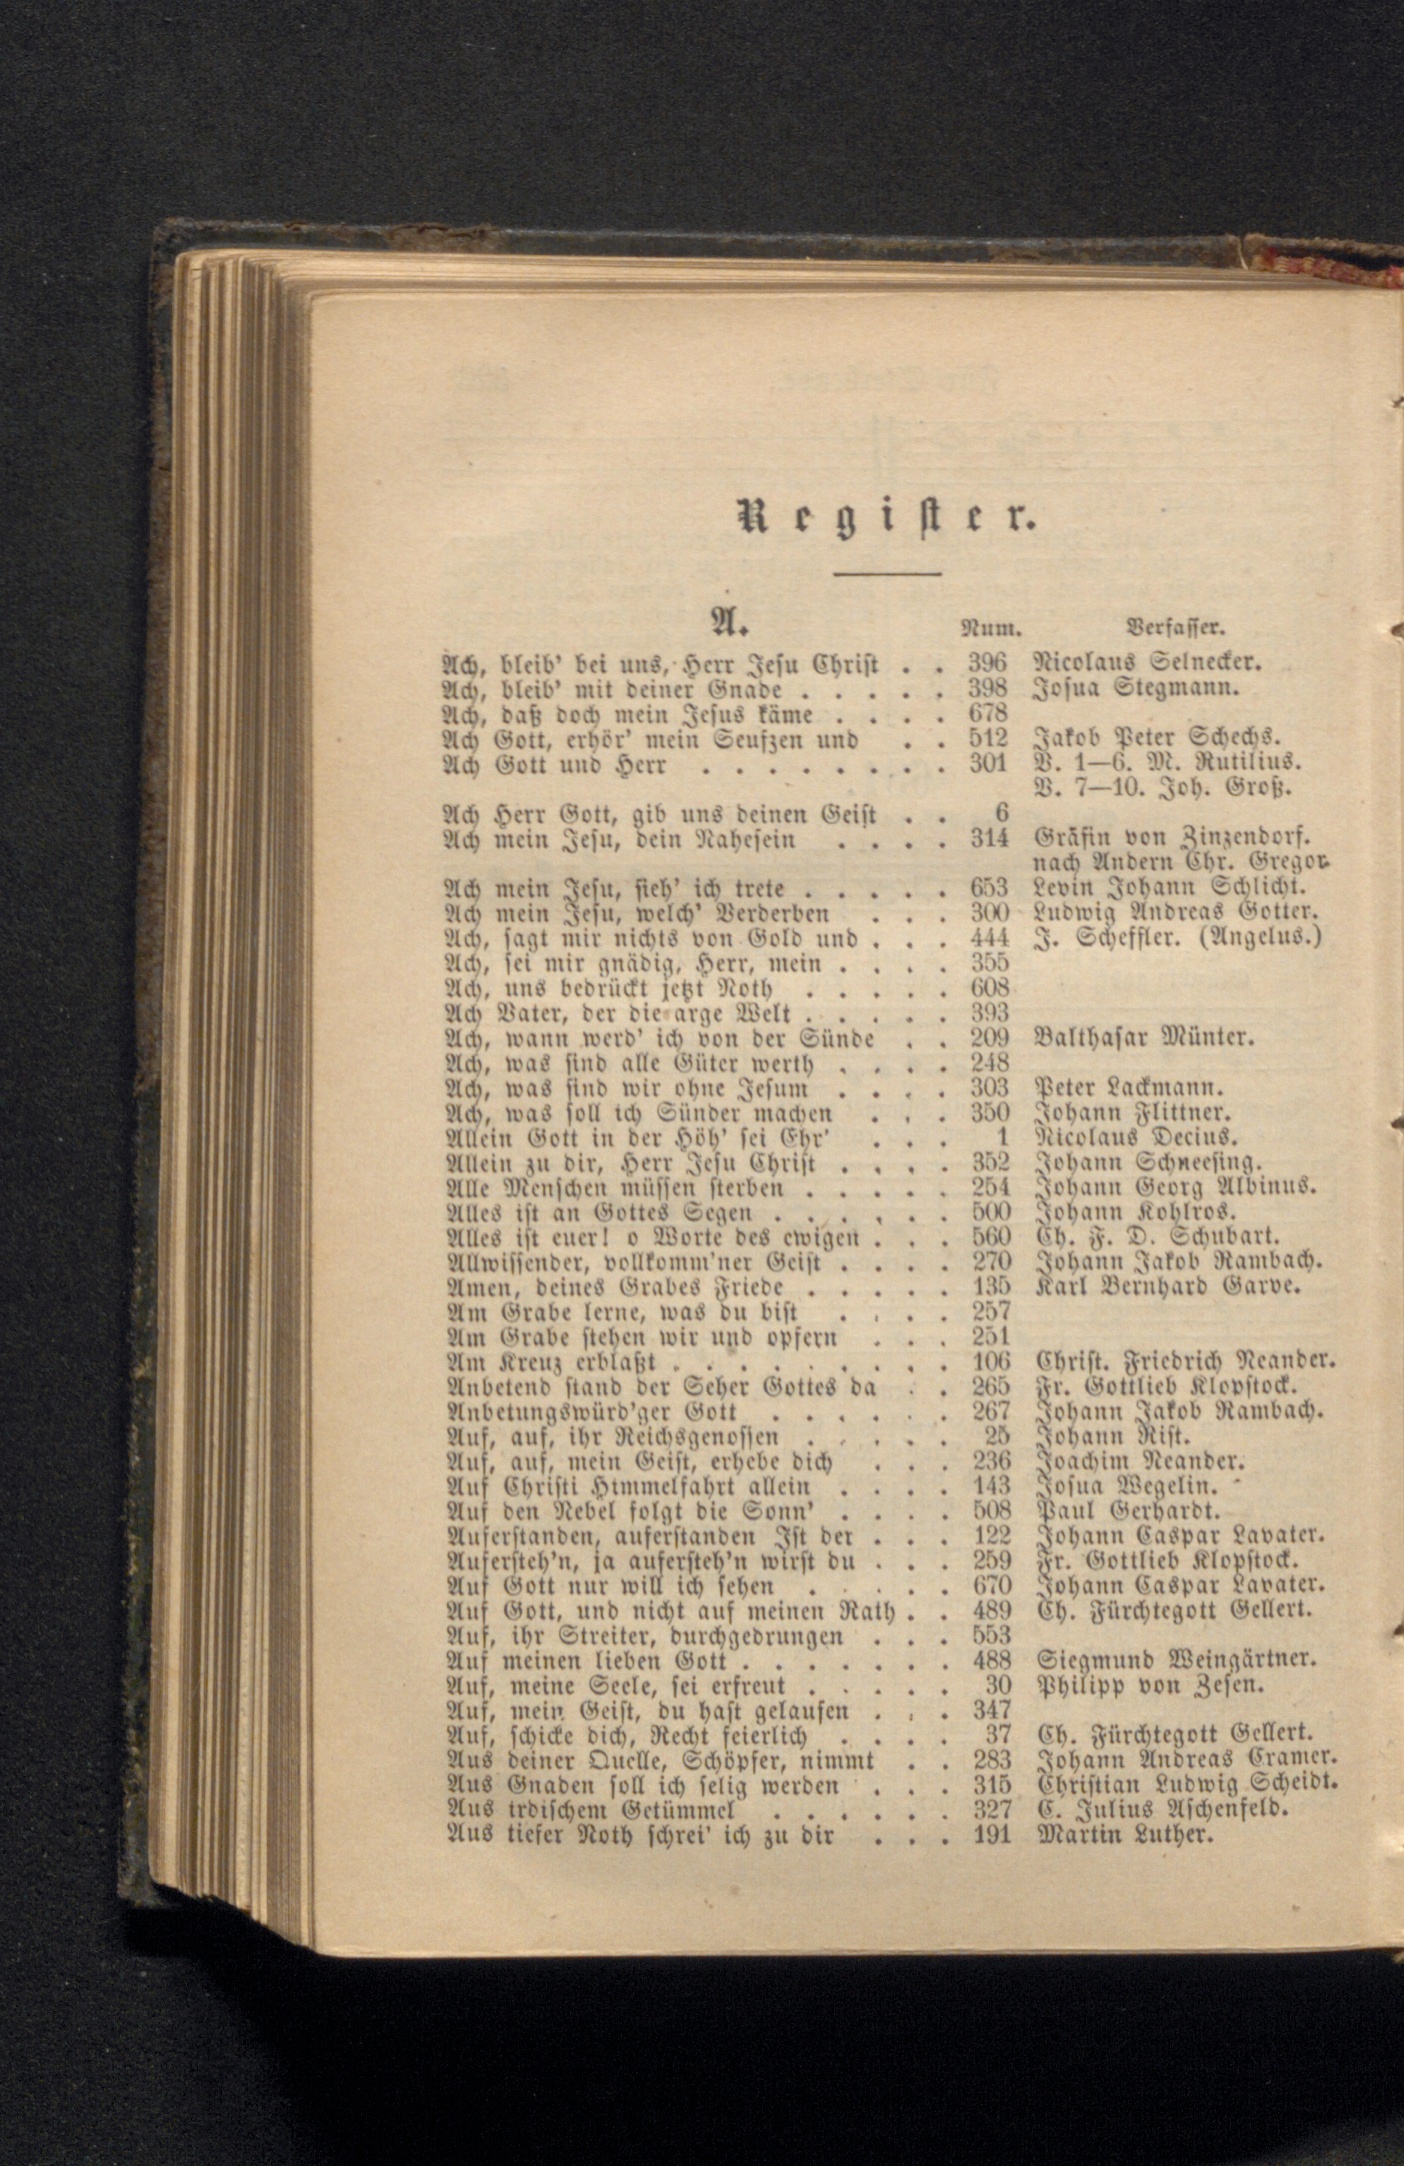 Register.
A. Num. Verfasser.
Ach, bleib' bei uns, Herr Jesu Christ . . 396 Nicolaus Selnecker.
Ach, bleib' mit deiner Gnade . . . . . 398 Josua Stegmann.
Ach, daß doch mein Jesus käme . . . . 678
Ach Gott, erhör' mein Seufzen und . . 512 Jakob Peter Schechs.
Ach Gott und Herr . . . . . . . . 301 V. 1—6. M. Rutilius.
V. 7—10. Joh. Groß.
Ach Herr Gott, gib uns deinen Geist . . 6
Ach mein Jesu, dein Nahesein . . . . 314 Gräfin von Zinzendorf.
nach Andern Chr. Gregor.
Ach mein Jesu, sieh' ich trete . . . . . 653 Levin Johann Schlicht.
Ach mein Jesu, welch' Verderben . . . 300 Ludwig Andreas Gotter.
Ach, sagt mir nichts von Gold und . . . 444 J. Scheffler. (Angelus.)
Ach, sei mir gnädig, Herr, mein . . . . 355
Ach, uns bedrückt jetzt Noth . . . . . 608
Ach Vater, der die arge Welt . . . . . 393
Ach, wann werd' ich von der Sünde . . 209 Balthasar Münter.
Ach, was sind alle Güter werth . . . . 248
Ach, was sind wir ohne Jesum . . . . 303 Peter Lackmann.
Ach, was soll ich Sünder machen . . . 350 Johann Flittner.
Allein Gott in der Höh' sei Ehr' . . . 1 Nicolaus Decius.
Allein zu dir, Herr Jesu Christ . . . . 352 Johann Schneesing.
Alle Menschen müssen sterben . . . . . 254 Johann Georg Albinus.
Alles ist an Gottes Segen . . . . . . 500 Johann Kohlros.
Alles ist euer! o Worte des ewigen . . . 560 Ch. F. D. Schubart.
Allwissender, vollkomm'ner Geist . . . . 270 Johann Jakob Rambach.
Amen, deines Grabes Friede . . . . . 135 Karl Bernhard Garve.
Am Grabe lerne, was du bist . . . . 257
Am Grabe stehen wir und opfern . . . 251
Am Kreuz erblaßt . . . . . . . . . 106 Christ. Friedrich Neander.
Anbetend stand der Seher Gottes da . . 265 Fr. Gottlieb Klopstock.
Anbetungswürd'ger Gott . . . . . . 267 Johann Jakob Rambach.
Auf, auf, ihr Reichsgenossen . . . . . 25 Johann Rist.
Auf, auf, mein Geist, erhebe dich . . . 236 Joachim Neander.
Auf Christi Himmelfahrt allein . . . . 143 Josua Wegelin.
Auf den Nebel folgt die Sonn' . . . . 508 Paul Gerhardt.
Auferstanden, auferstanden Ist der . . . 122 Johann Caspar Lavater.
Aufersteh'n, ja aufersteh'n wirst du . . . 259 Fr. Gottlieb Klopstock.
Auf Gott nur will ich sehen . . . . . 670 Johann Caspar Lavater.
Auf Gott, und nicht auf meinen Rath . . 489 Ch. Fürchtegott Gellert.
Auf, ihr Streiter, durchgedrungen . . . 553
Auf meinen lieben Gott . . . . . . . 488 Siegmund Weingärtner.
Auf, meine Seele, sei erfreut . . . . . 30 Philipp von Zesen.
Auf, mein Geist, du hast gelaufen . . . 347
Auf, schicke dich, Recht feierlich . . . . 37 Ch. Fürchtegott Gellert.
Aus deiner Quelle, Schöpfer, nimmt . . 283 Johann Andreas Cramer.
Aus Gnaden soll ich selig werden . . . 315 Christian Ludwig Scheidt.
Aus irdischem Getümmel . . . . . . 327 C. Julius Aschenfeld.
Aus tiefer Noth schrei' ich zu dir . . . 191 Martin Luther.